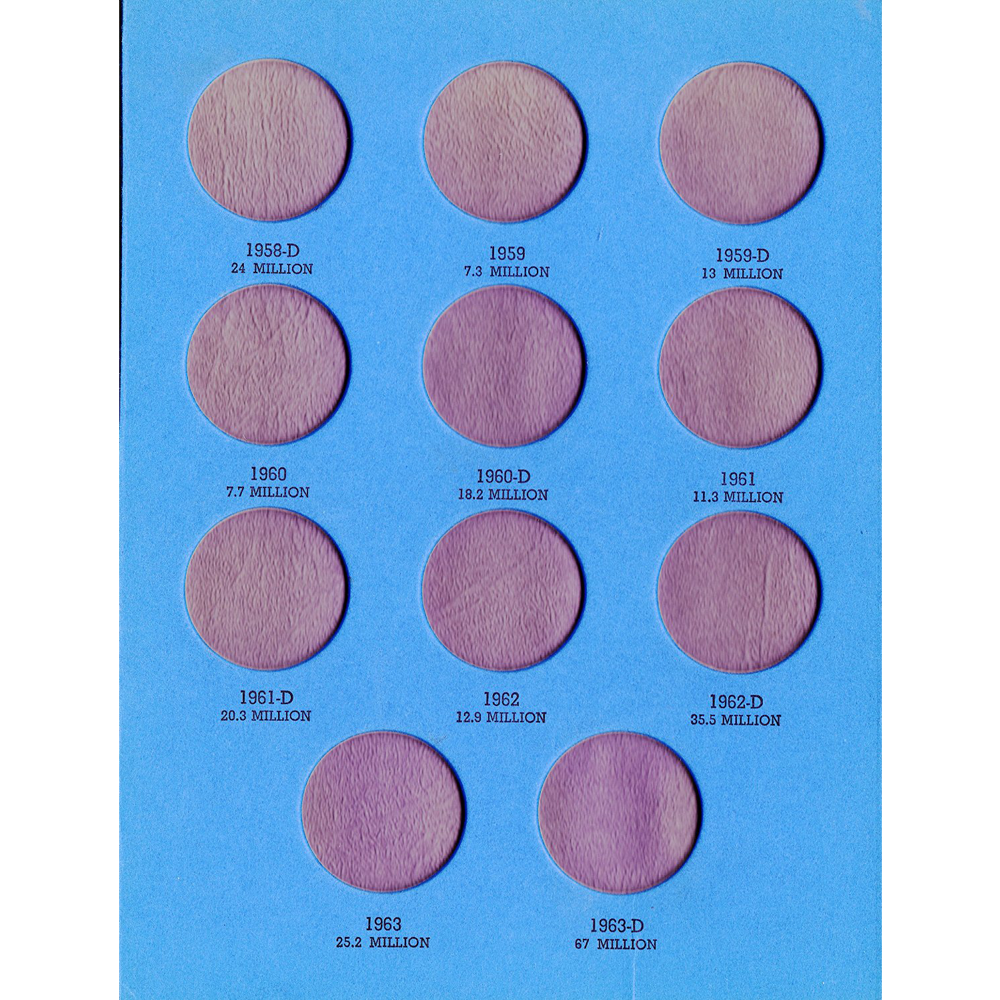 1958-D
24 MILLION
1959
7.3 MILLION
1959-D
13 MILLION
1960
7.7 MILLION
1960-D
18.2 MILLION
1961
11.3 MILLION
1961-D
20.3 MILLION
1962
12.9 MILLION
1962-D
35.5 MILLION
1963
25.2 MILLION
1963-D
67 MILLION